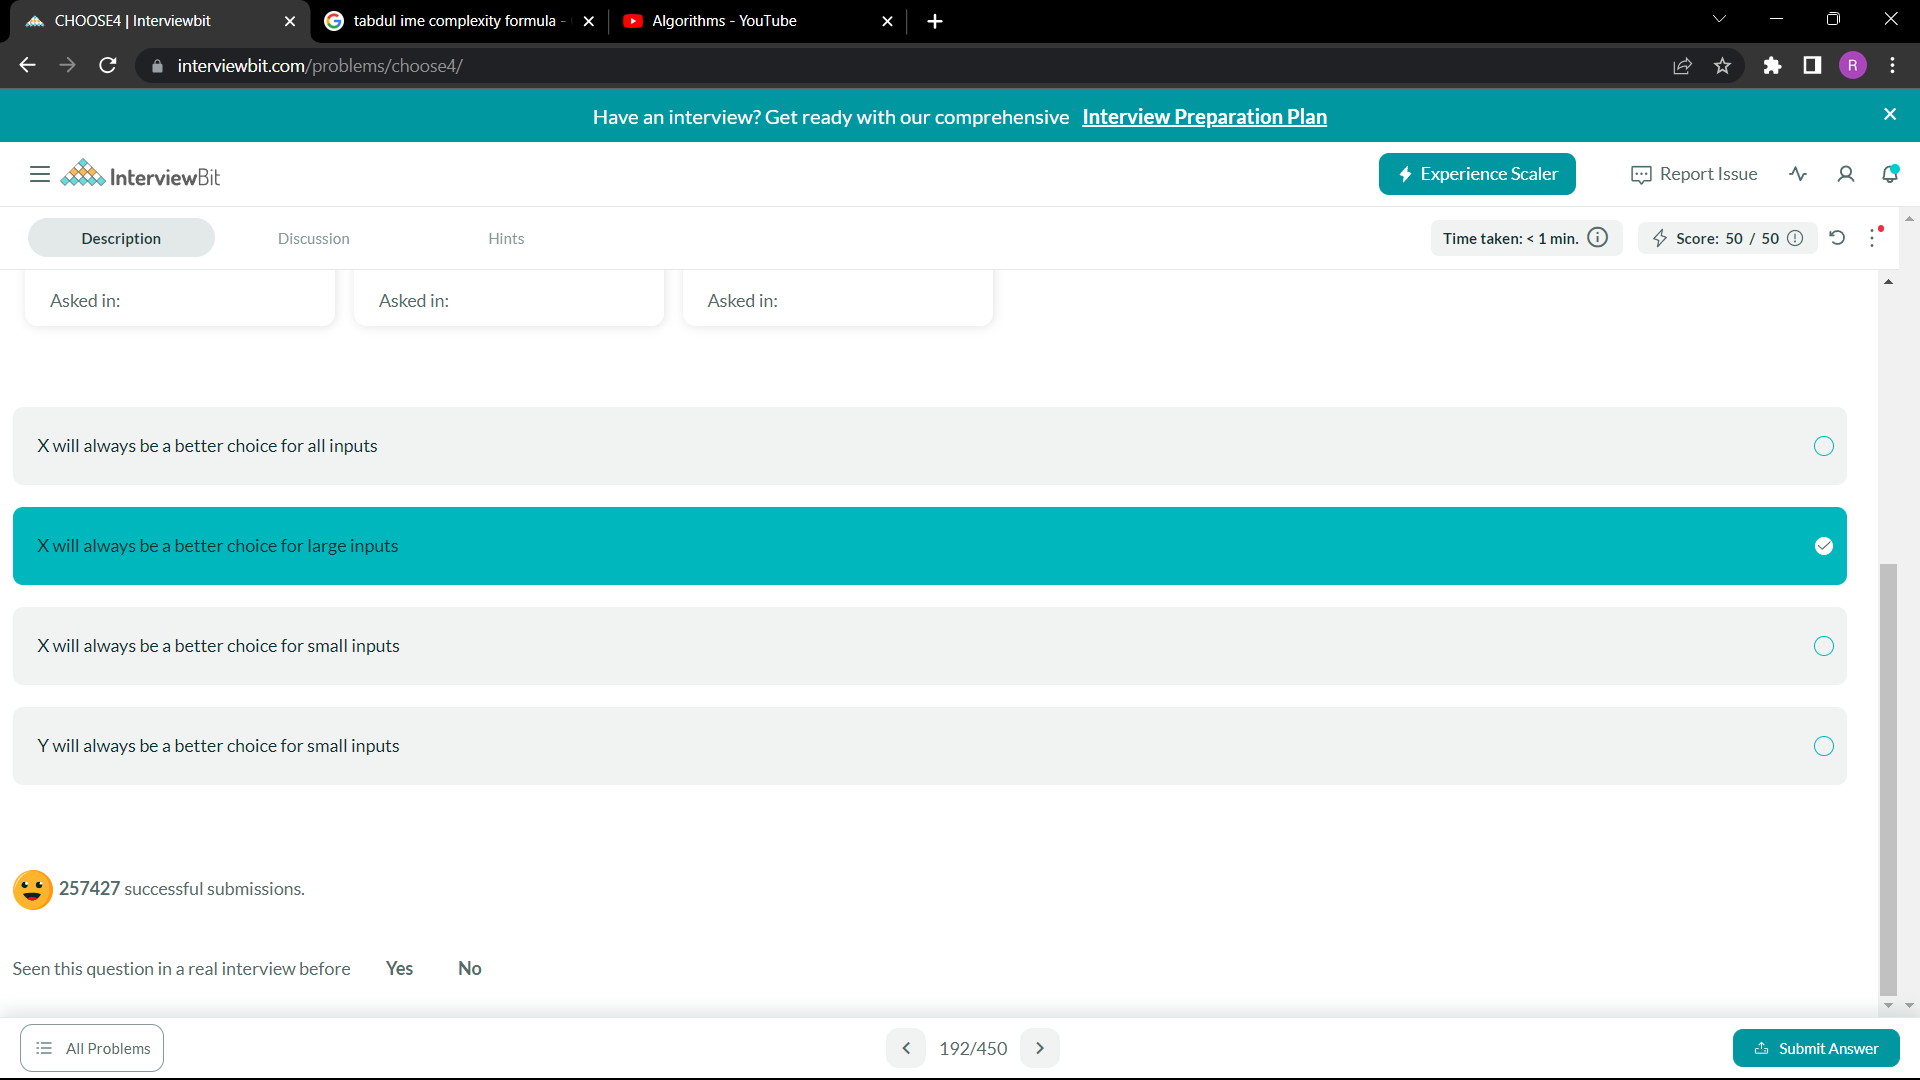 CHOOSE4 | Interviewbit
tabdul ime complexity formula -
Algorithms - YouTube
interviewbit.com/problems/choose4/
R
Have an interview? Get ready with our comprehensive Interview Preparation Plan
InterviewBit
Experience Scaler
Report Issue
Description
Discussion
Hints
Time taken: < 1 min.
Score: 50 / 50
Asked in:
Asked in:
Asked in:
X will always be a better choice for all inputs
X will always be a better choice for large inputs
X will always be a better choice for small inputs
Y will always be a better choice for small inputs
257427 successful submissions.
Seen this question in a real interview before Yes No
All Problems
192/450
Submit Answer